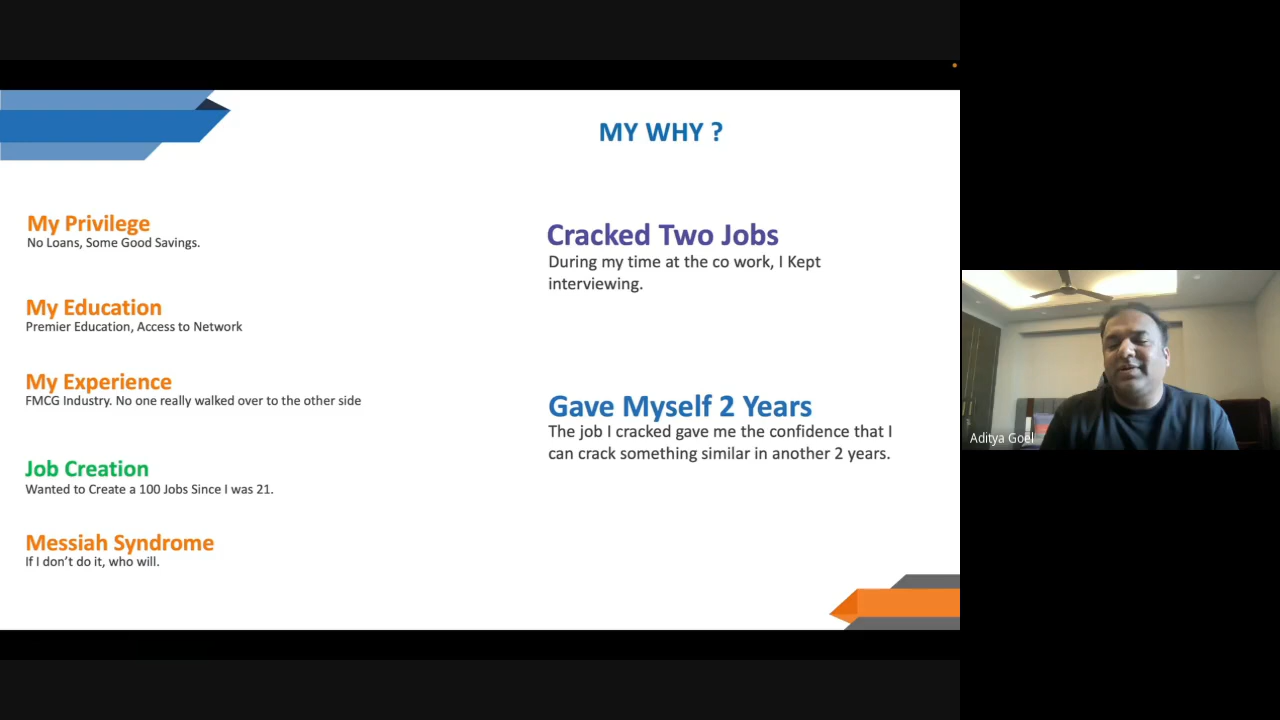 MY WHY ?
My Privilege
No Loans, Some Good Savings.
My Education
Premier Education, Access to Network
My Experience
FMCG Industry. No one really walked over to the other side
Job Creation
Wanted to Create a 100 Jobs Since I was 21.
Messiah Syndrome
If I don’t do it, who will.
Cracked Two Jobs
During my time at the co work, I Kept
interviewing.
Gave Myself 2 Years
The job I cracked gave me the confidence that I
can crack something similar in another 2 years.
Aditya Goel